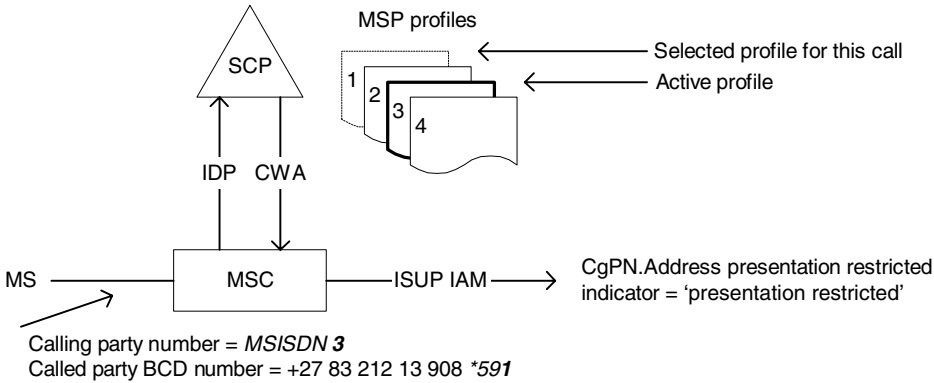 MSP profiles
SCP
1
2
3
4
Selected profile for this call
Active profile
IDP CWA
MS
MSC
ISUP IAM
CgPN.Address presentation restricted
indicator = ‘presentation restricted’
Calling party number = MSISDN 3
Called party BCD number = +27 83 212 13 908 *591